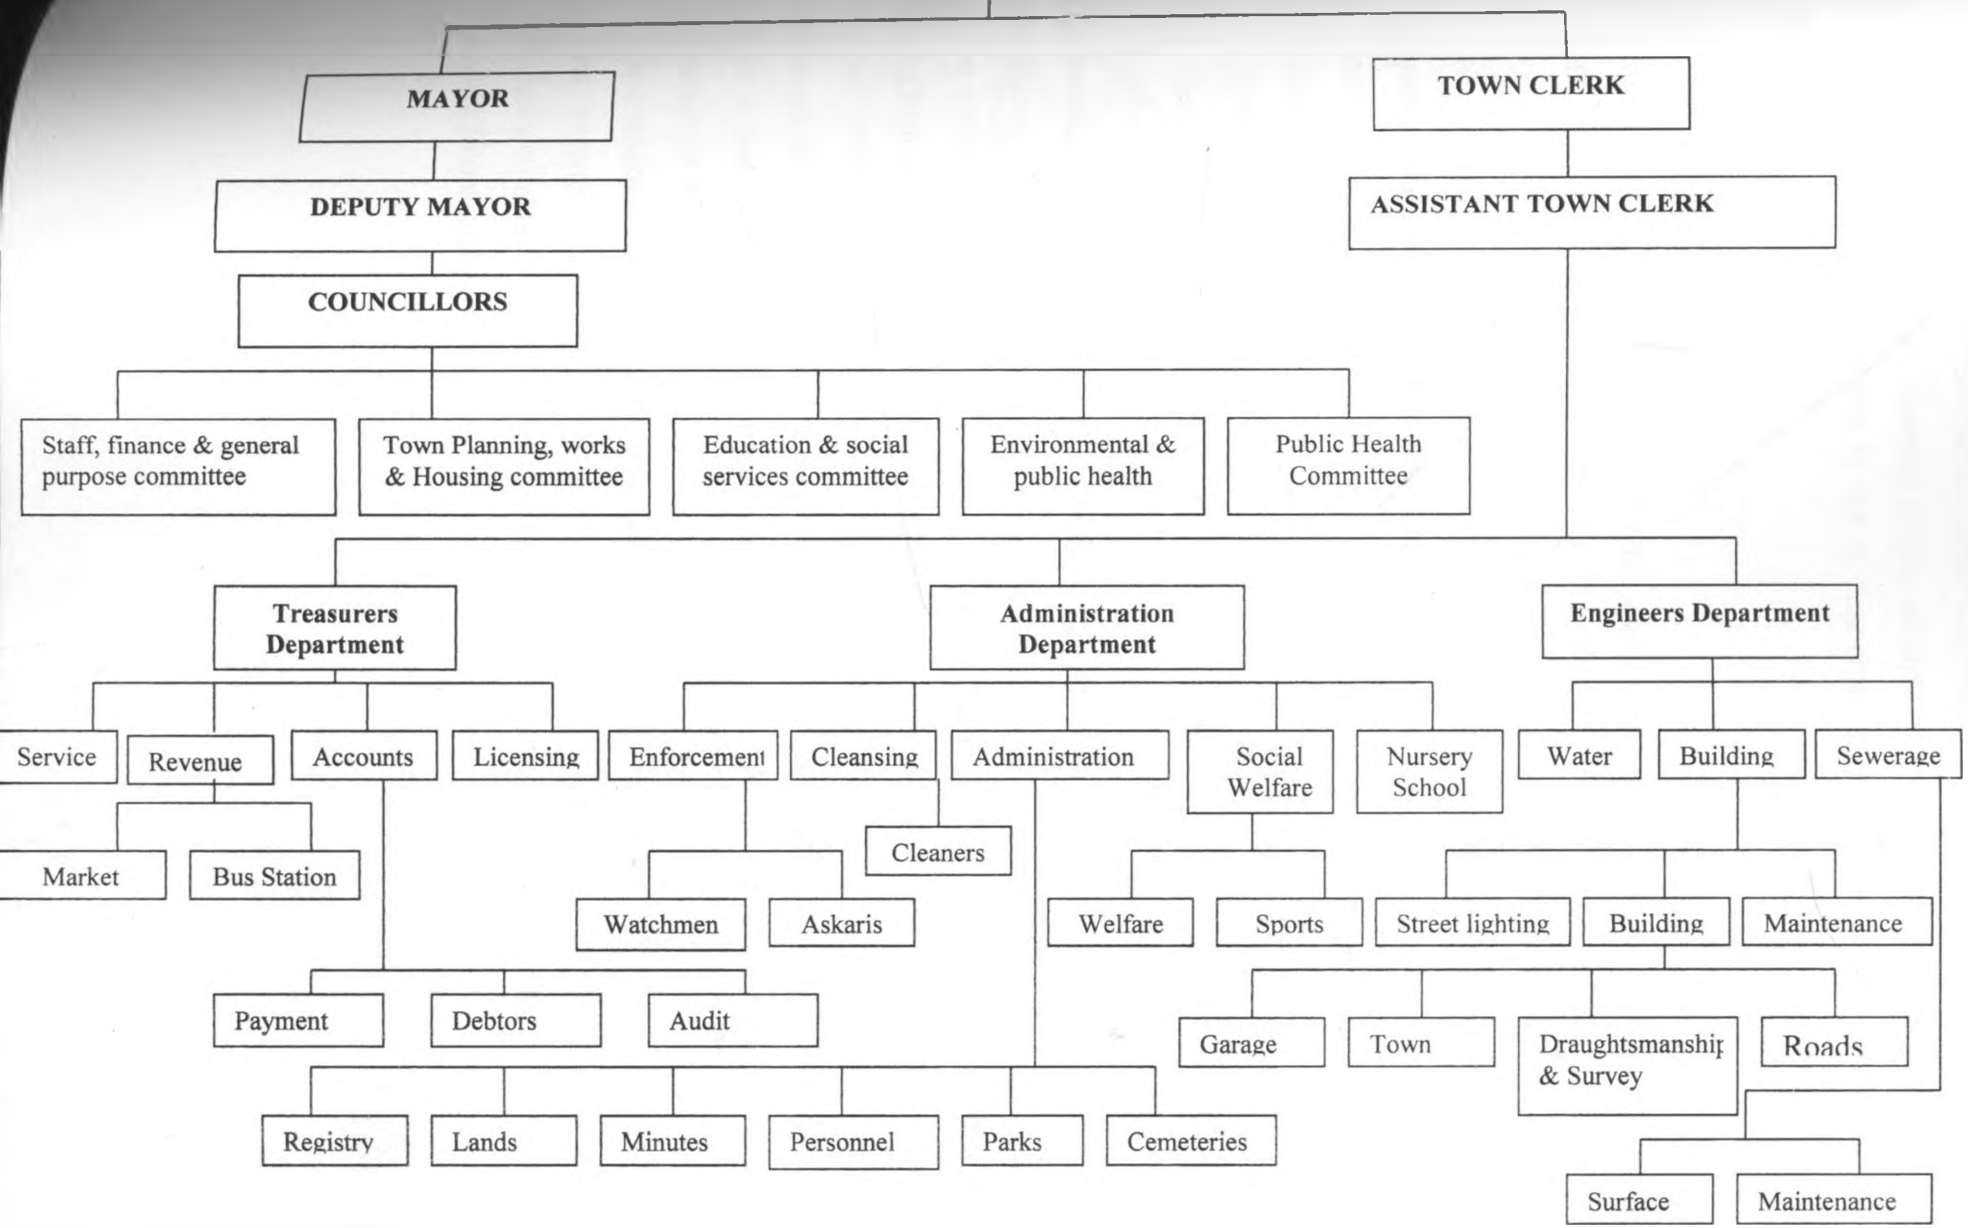 MAYOR
TOWN CLERK
DEPUTY MAYOR
ASSISTANT TOWN CLERK
COUNCILLORS
Staff, finance & general
purpose committee
Town Planning, works
& Housing committee
Education & social
services committee
Environmental &
public health
Public Health
Committee
Treasurers
Department
Administration
Department
Engineers Department
Service
Revenue
Accounts
Licensing
Enforcement
Cleansing
Administration
Social
Welfare
Nursery
School
Water
Building
Sewerage
Market
Bus Station
Cleaners
Watchmen
Askaris
Welfare
Sports
Street lighting
Building
Maintenance
Payment
Debtors
Audit
Garage
Town
Draughtsmanship
& Survey
Roads
Registry
Lands
Minutes
Personnel
Parks
Cemeteries
Surface
Maintenance